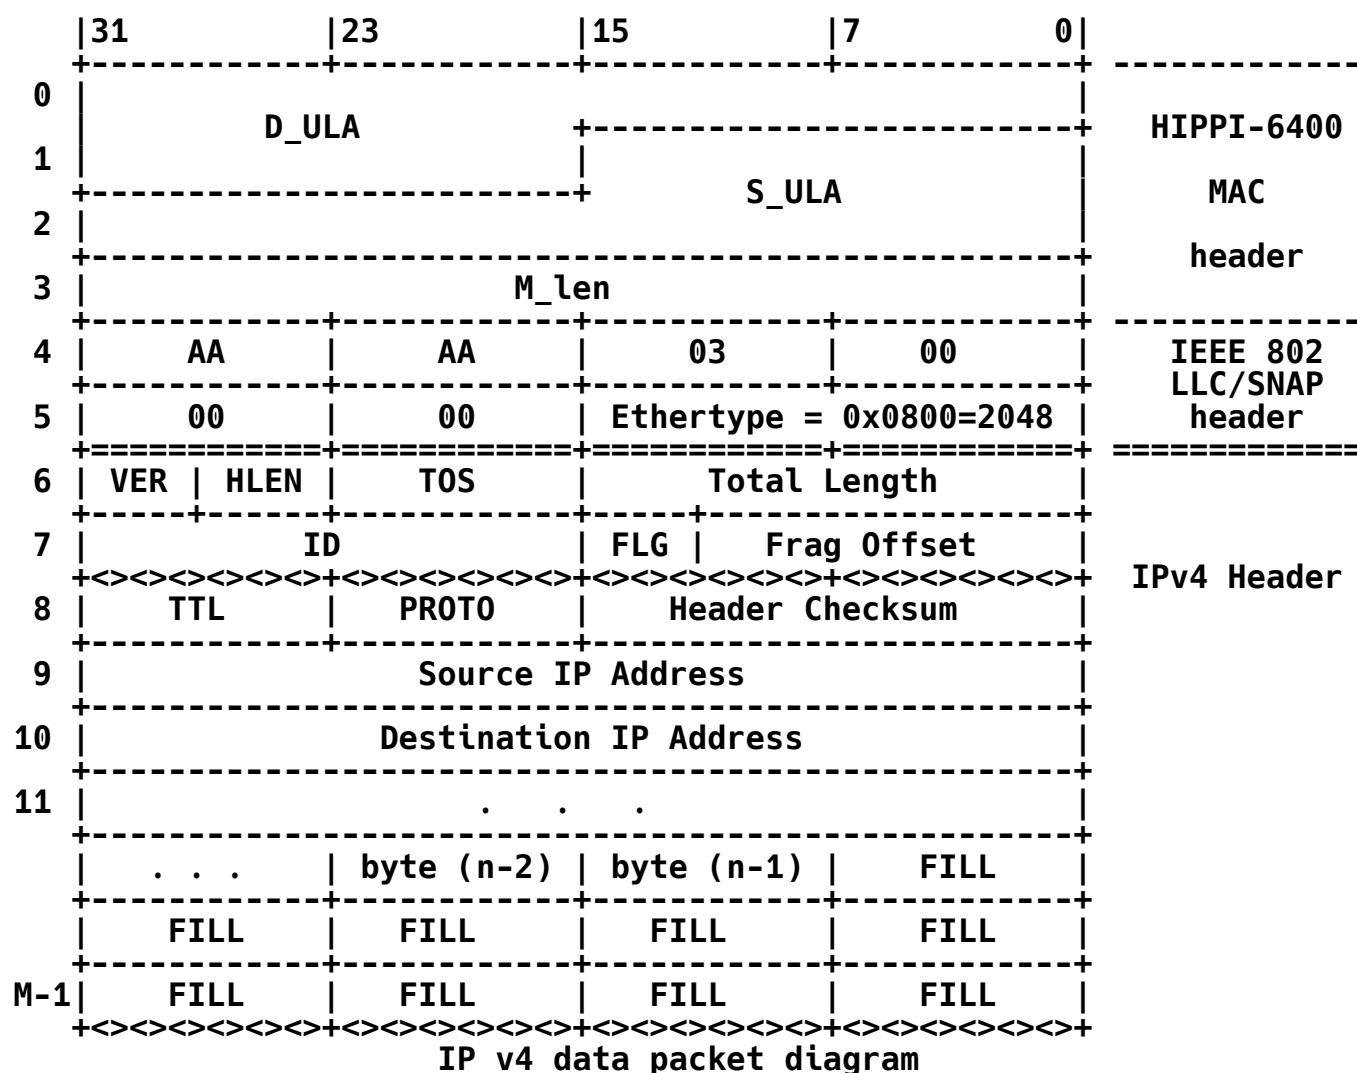 |31            |23            |15            |7            0|
+------------+------------+------------+------------+ -------------
0 |                                                    |
|         D_ULA           +-------------------------+ HIPPI-6400
1 |                         |                          |
+-------------------------+        S_ULA            | MAC
2 |                                                    |
+---------------------------------------------------+ header
3 |                      M_len                         |
+------------+------------+------------+------------+ -------------
4 |     AA     |     AA     |     03     |     00     | IEEE 802
+------------+------------+------------+------------+ LLC/SNAP
5 |     00     |     00     | Ethertype = 0x0800=2048 | header
+============+============+============+============+ =============
6 | VER | HLEN |    TOS     |      Total Length       |
+-----+------+------------+-----+-------------------+
7 |           ID            | FLG |   Frag Offset     |
+<><><><><><>+<><><><><><>+<><><><><><>+<><><><><><>+ IPv4 Header
8 |    TTL     |   PROTO    |    Header Checksum      |
+------------+------------+-------------------------+
9 |                 Source IP Address                  |
+---------------------------------------------------+
10 |               Destination IP Address               |
+---------------------------------------------------+
11 |                    .   .   .                       |
+---------------------------------------------------+
|   . . .    | byte (n-2) | byte (n-1) |    FILL    |
+------------+------------+------------+------------+
|    FILL    |   FILL     |   FILL     |    FILL    |
+------------+------------+------------+------------+
M-1|    FILL    |   FILL     |   FILL     |    FILL    |
+<><><><><><>+<><><><><><>+<><><><><><>+<><><><><><>+
IP v4 data packet diagram